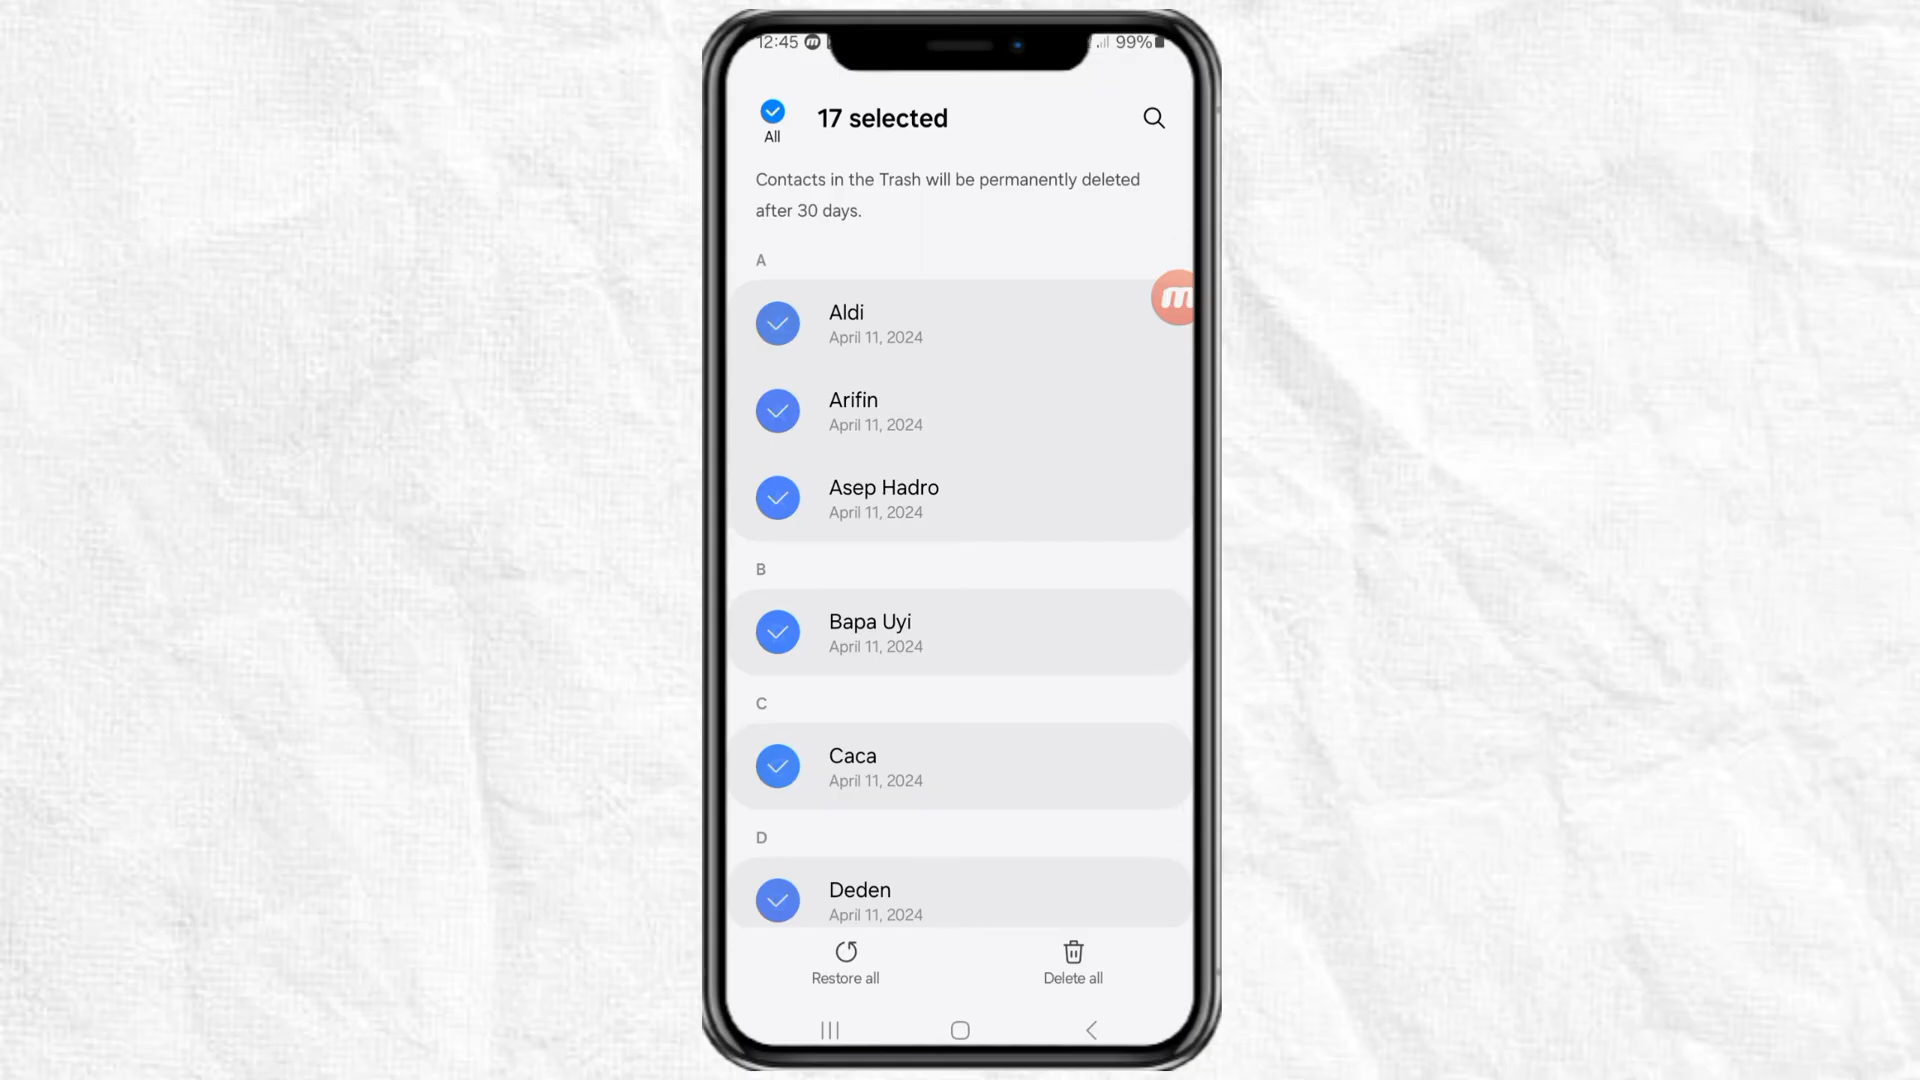 12:45
99%
All
17 selected
Contacts in the Trash will be permanently deleted
after 30 days.
A
Aldi
April 11, 2024
Arifin
April 11, 2024
Asep Hadro
April 11, 2024
B
Bapa Uyi
April 11, 2024
C
Caca
April 11, 2024
D
Deden
April 11, 2024
Restore all
Delete all